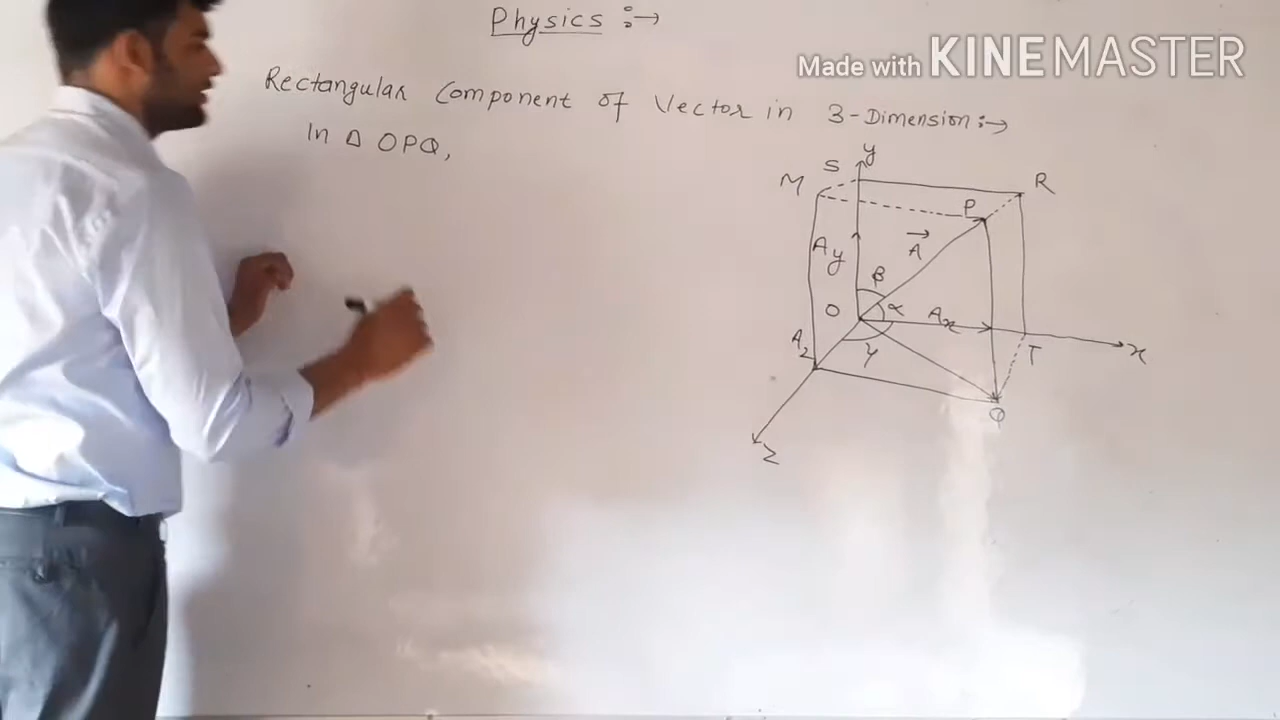 Physics :→
Made with KINEMASTER
Rectangular Component of Vector in 3-Dimension :→
In Δ OPQ,
y
S
M
R
P
A⃗
Ay
β
O
α
Ax
Az
γ
T
x
Q
Z